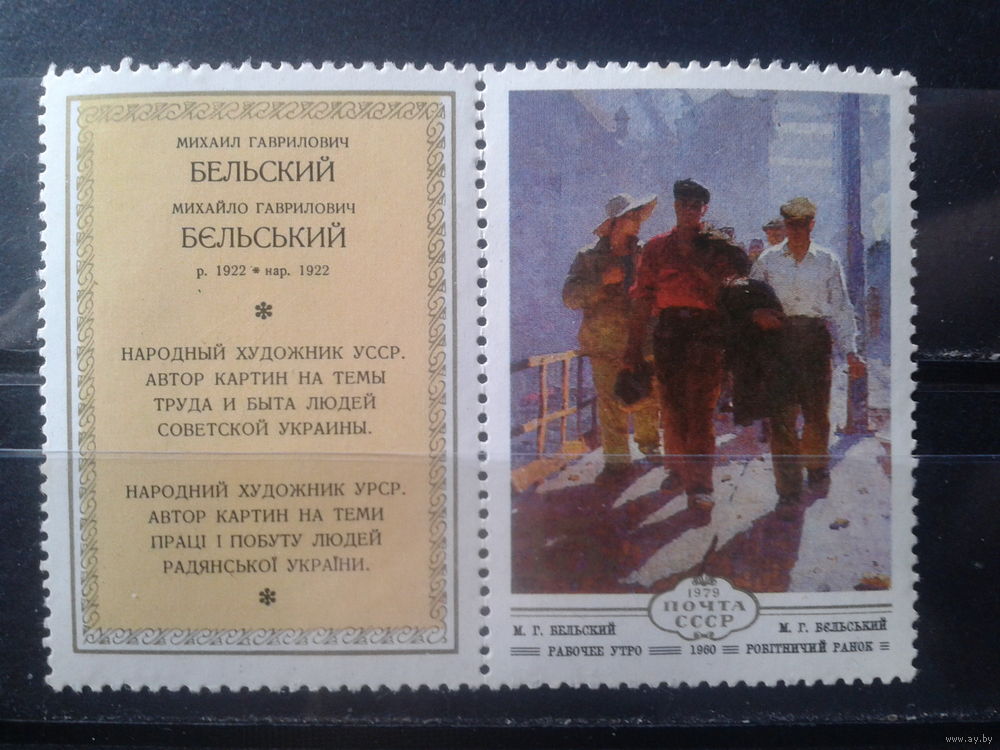 МИХАИЛ ГАВРИЛОВИЧ
БЕЛЬСКИЙ
МИХАЙЛО ГАВРИЛОВИЧ
БЄЛЬСЬКИЙ
р. 1922 * нар. 1922
*
НАРОДНЫЙ ХУДОЖНИК УССР.
АВТОР КАРТИН НА ТЕМЫ
ТРУДА И БЫТА ЛЮДЕЙ
СОВЕТСКОЙ УКРАИНЫ.
НАРОДНИЙ ХУДОЖНИК УРСР.
АВТОР КАРТИН НА ТЕМИ
ПРАЦІ І ПОБУТУ ЛЮДЕЙ
РАДЯНСЬКОЇ УКРАЇНИ.
*
1979
ПОЧТА
СССР
М. Г. БЕЛЬСКИЙ М. Г. БЄЛЬСЬКИЙ
РАБОЧЕЕ УТРО 1960 РОБІТНИЧИЙ РАНОК
www.ay.by